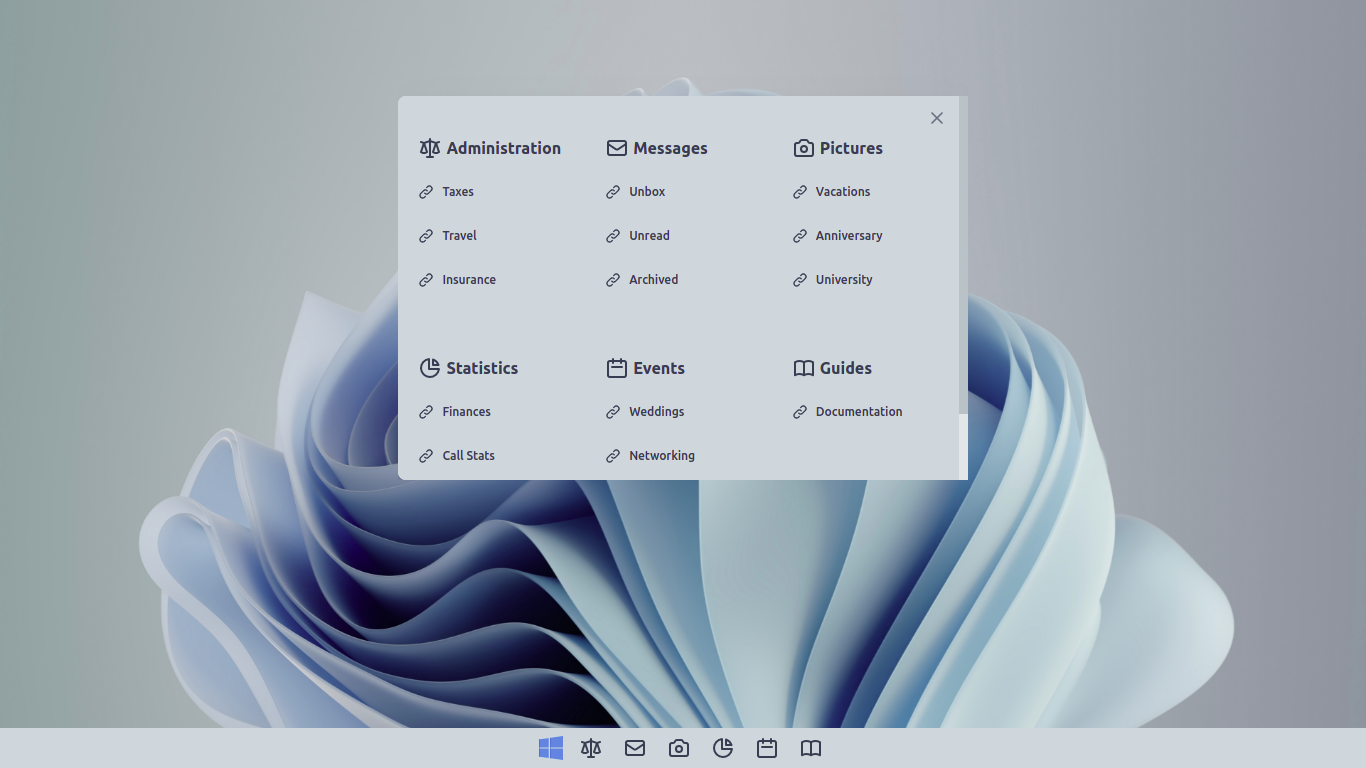 Administration
Taxes
Travel
Insurance
Messages
Unbox
Unread
Archived
Pictures
Vacations
Anniversary
University
Statistics
Finances
Call Stats
Events
Weddings
Networking
Guides
Documentation